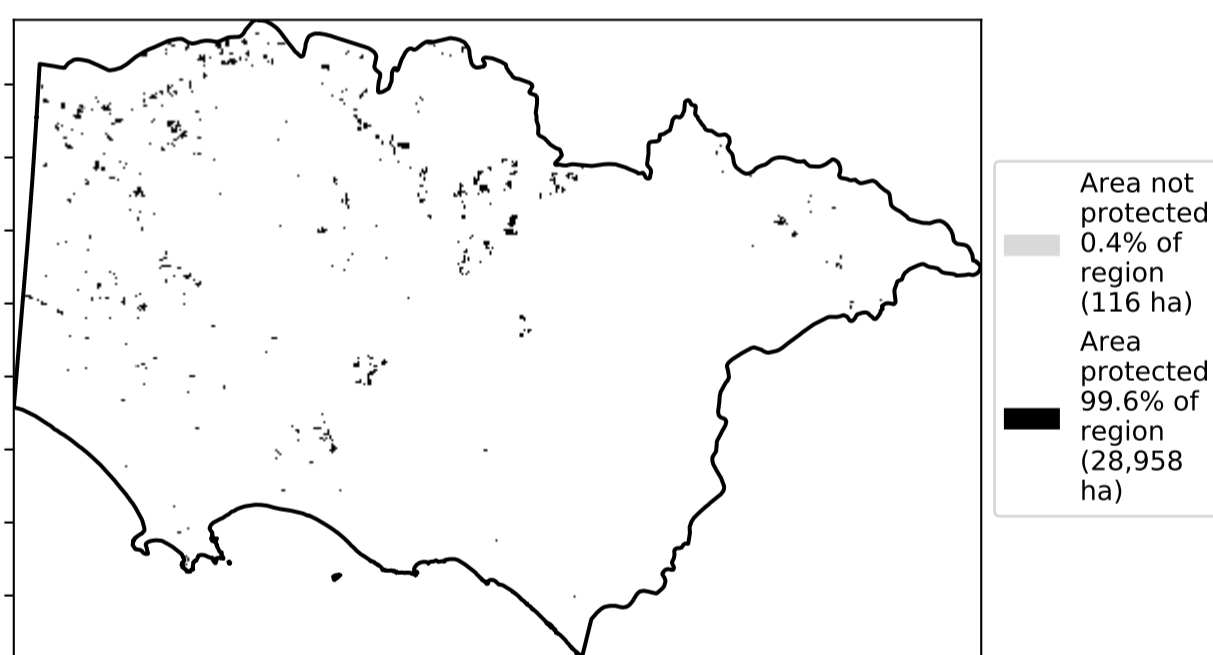 Area not
protected
0.4% of
region
(116 ha)
Area
protected
99.6% of
region
(28,958
ha)